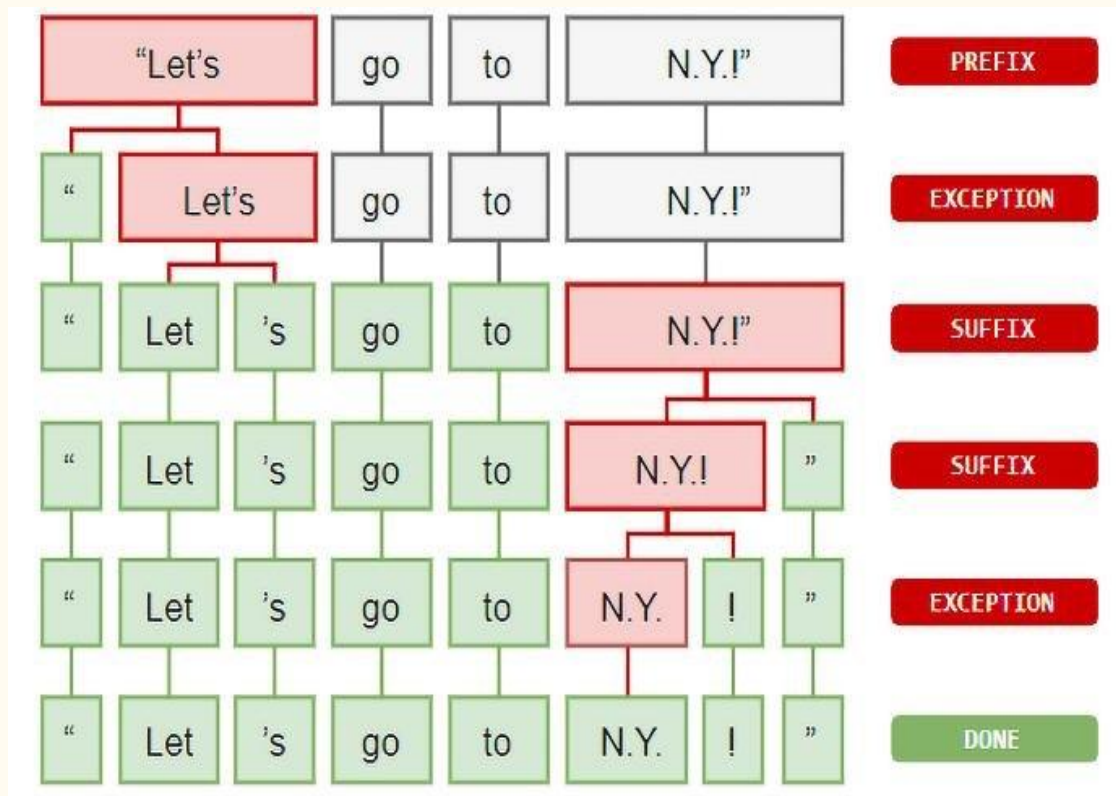 “Let’s go to N.Y.!” PREFIX
“ Let’s go to N.Y.!” EXCEPTION
“ Let ’s go to N.Y.!” SUFFIX
“ Let ’s go to N.Y.! ” SUFFIX
“ Let ’s go to N.Y. ! ” EXCEPTION
“ Let ’s go to N.Y. ! ” DONE